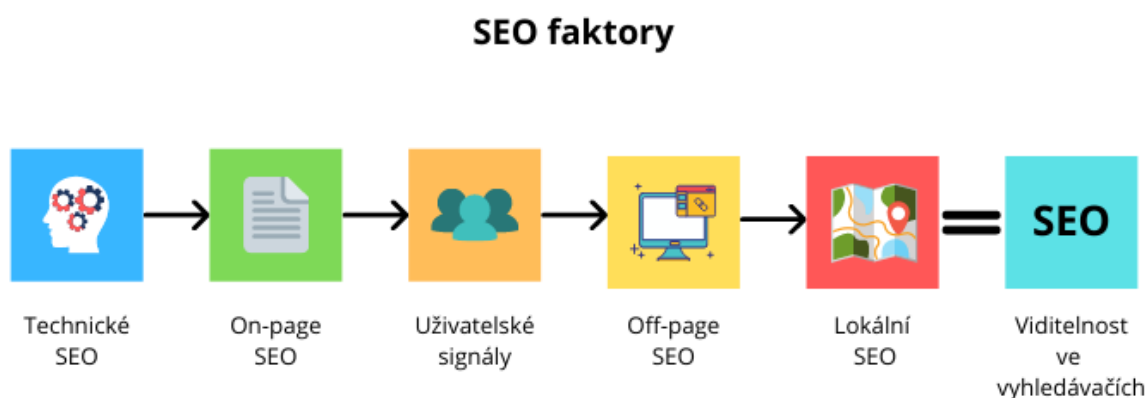 SEO faktory
SEO
Technické
SEO
On-page
SEO
Uživatelské
signály
Off-page
SEO
Lokální
SEO
Viditelnost
ve
vyhledávačích